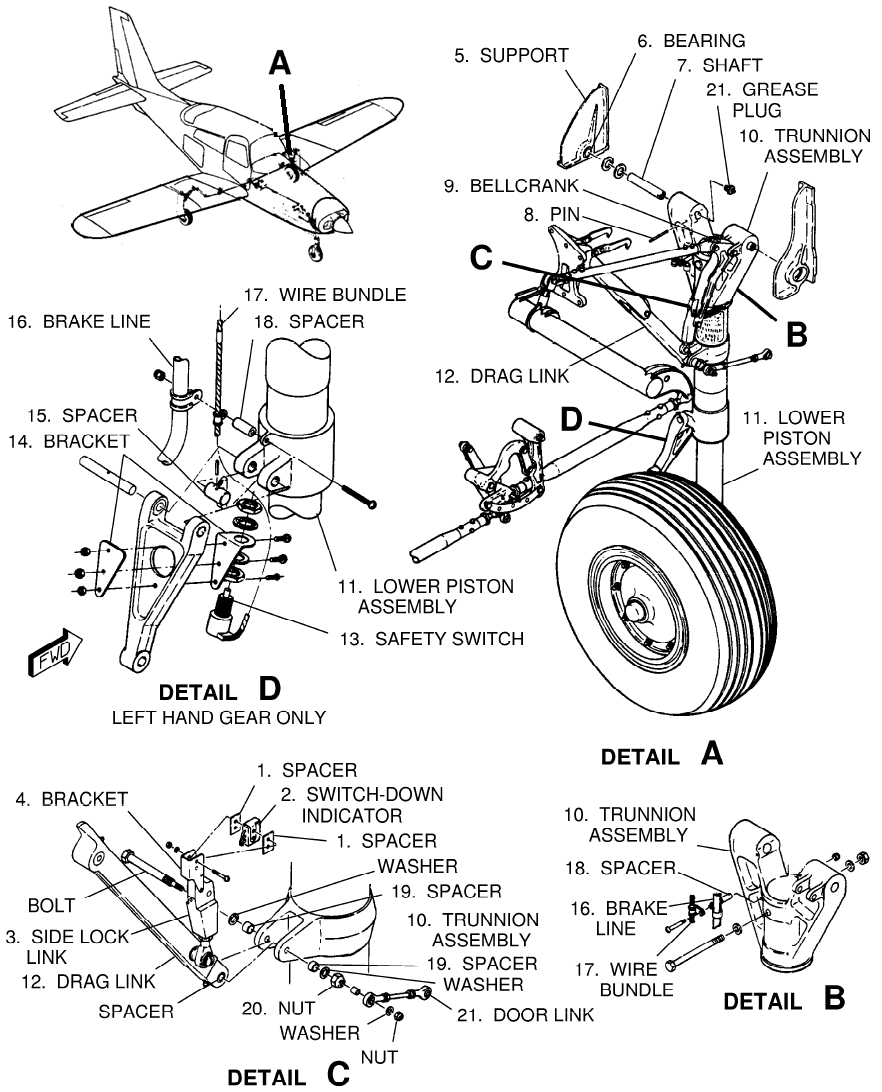 A
5. SUPPORT
6. BEARING
7. SHAFT
21. GREASE
PLUG
10. TRUNNION
ASSEMBLY
9. BELLCRANK
8. PIN
C
B
12. DRAG LINK
D
11. LOWER
PISTON
ASSEMBLY
DETAIL A
17. WIRE BUNDLE
16. BRAKE LINE
18. SPACER
15. SPACER
14. BRACKET
11. LOWER PISTON
ASSEMBLY
13. SAFETY SWITCH
FWD
DETAIL D
LEFT HAND GEAR ONLY
1. SPACER
4. BRACKET
2. SWITCH-DOWN
INDICATOR
1. SPACER
WASHER
BOLT
19. SPACER
10. TRUNNION
ASSEMBLY
3. SIDE LOCK
LINK
19. SPACER
12. DRAG LINK
WASHER
SPACER
20. NUT
21. DOOR LINK
WASHER
NUT
DETAIL C
10. TRUNNION
ASSEMBLY
18. SPACER
16. BRAKE
LINE
17. WIRE
BUNDLE
DETAIL B